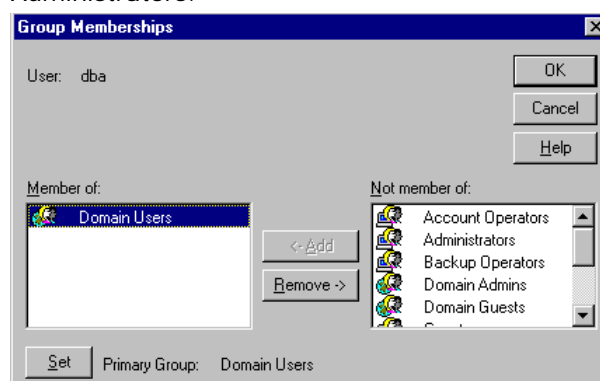 Administrators.
Group Memberships
User: dba
OK
Cancel
Help
Member of:
Domain Users
<- Add
Remove ->
Not member of:
Account Operators
Administrators
Backup Operators
Domain Admins
Domain Guests
Set Primary Group: Domain Users